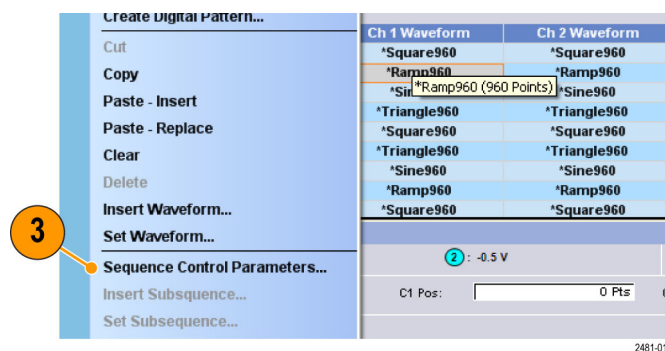 Create Digital Pattern...
Cut
Copy
Paste - Insert
Paste - Replace
Clear
Delete
Insert Waveform...
Set Waveform...
3
Sequence Control Parameters...
Insert Subsquence...
Set Subsequence...
Ch 1 Waveform Ch 2 Waveform
*Square960 *Square960
*Ramp960 *Ramp960
*Ramp960 (960 Points)
*Sine960
*Triangle960 *Triangle960
*Square960 *Square960
*Triangle960 *Triangle960
*Sine960 *Sine960
*Ramp960 *Ramp960
*Square960 *Square960
2 : -0.5 V
C1 Pos: 0 Pts